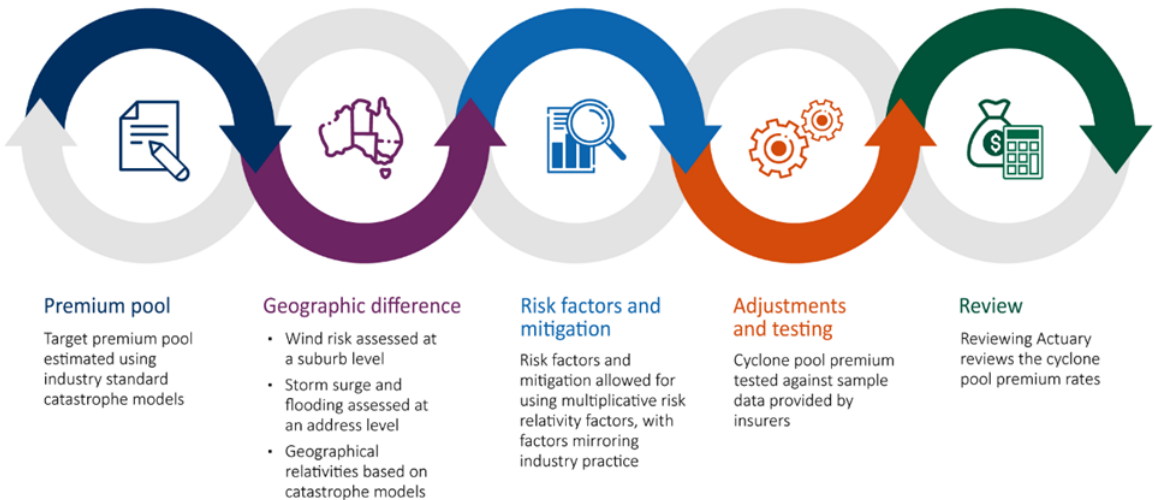 $
Premium pool
Target premium pool
estimated using
industry standard
catastrophe models
Geographic difference
• Wind risk assessed at
a suburb level
• Storm surge and
flooding assessed at
an address level
• Geographical
relativities based on
catastrophe models
Risk factors and
mitigation
Risk factors and
mitigation allowed for
using multiplicative risk
relativity factors, with
factors mirroring
industry practice
Adjustments
and testing
Cyclone pool premium
tested against sample
data provided by
insurers
Review
Reviewing Actuary
reviews the cyclone
pool premium rates